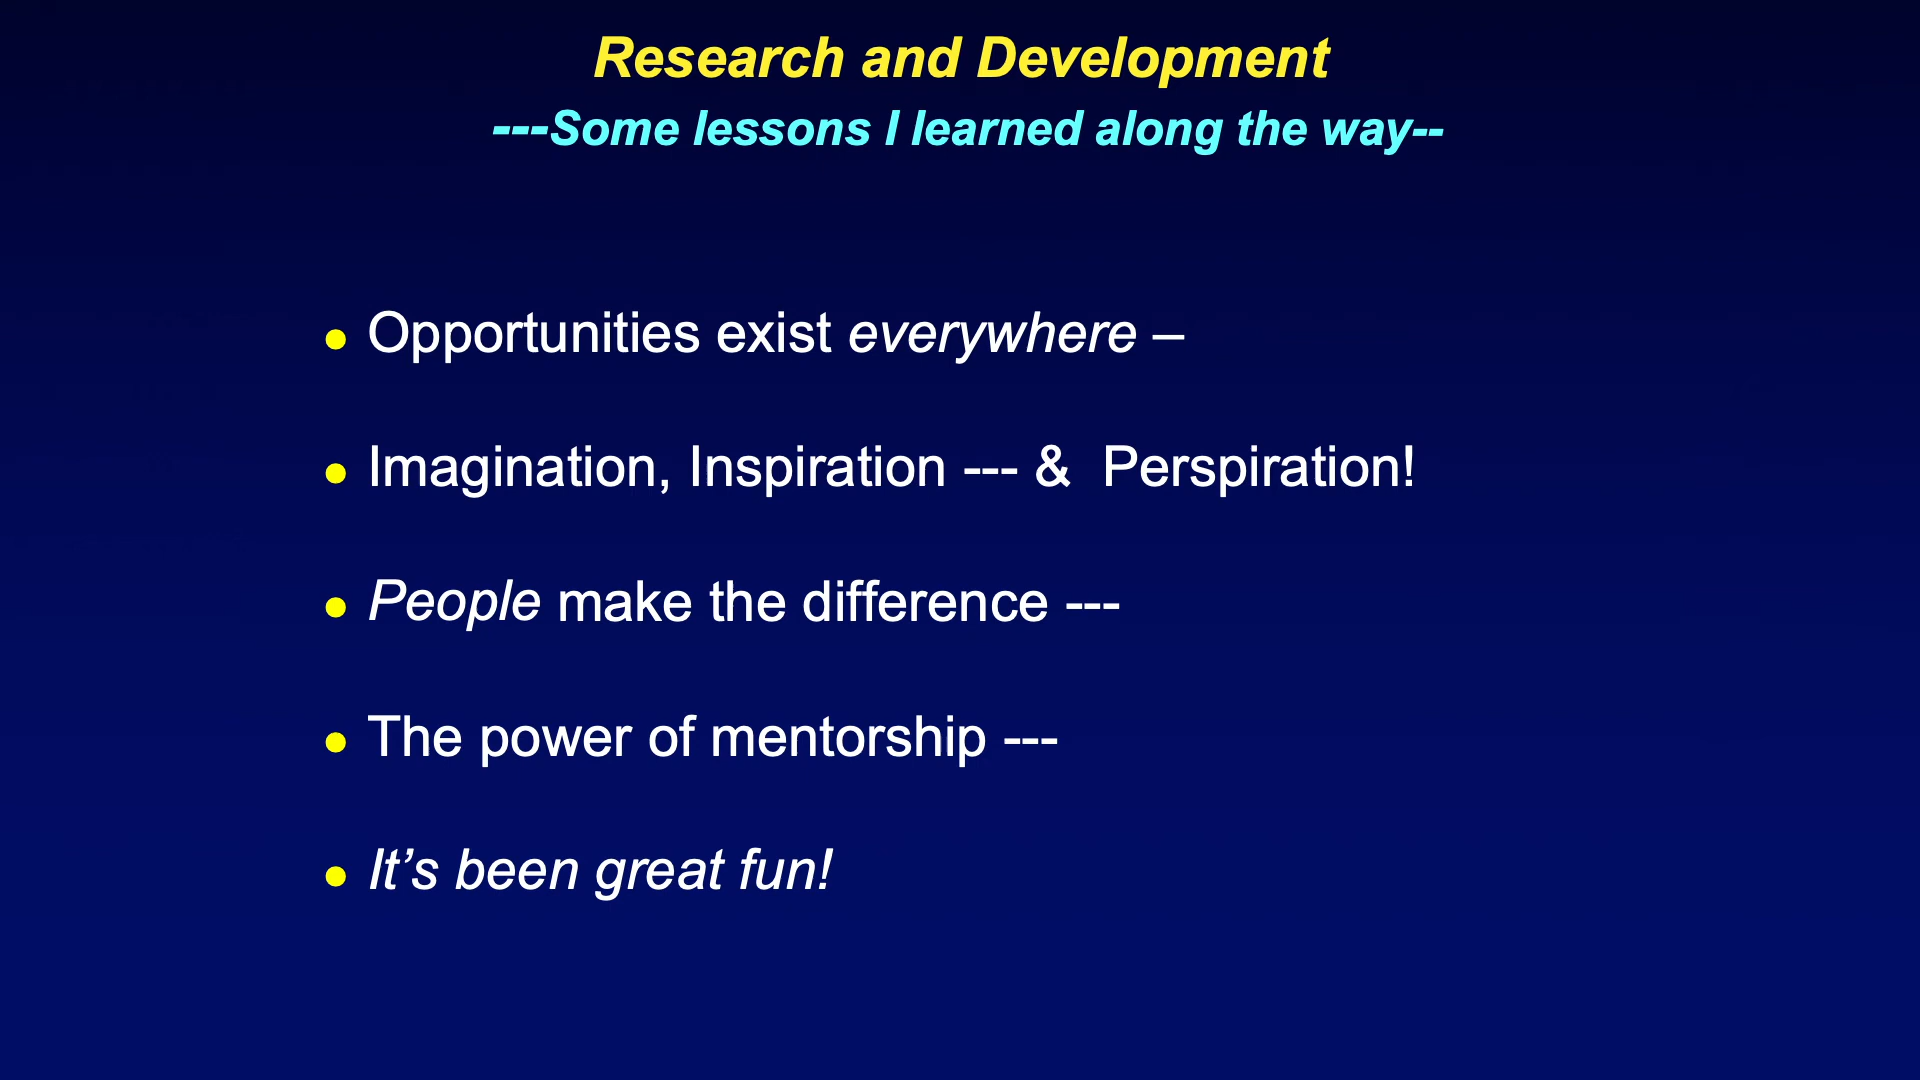 Research and Development
---Some lessons I learned along the way--
● Opportunities exist everywhere –
● Imagination, Inspiration --- &  Perspiration!
● People make the difference ---
● The power of mentorship ---
● It’s been great fun!